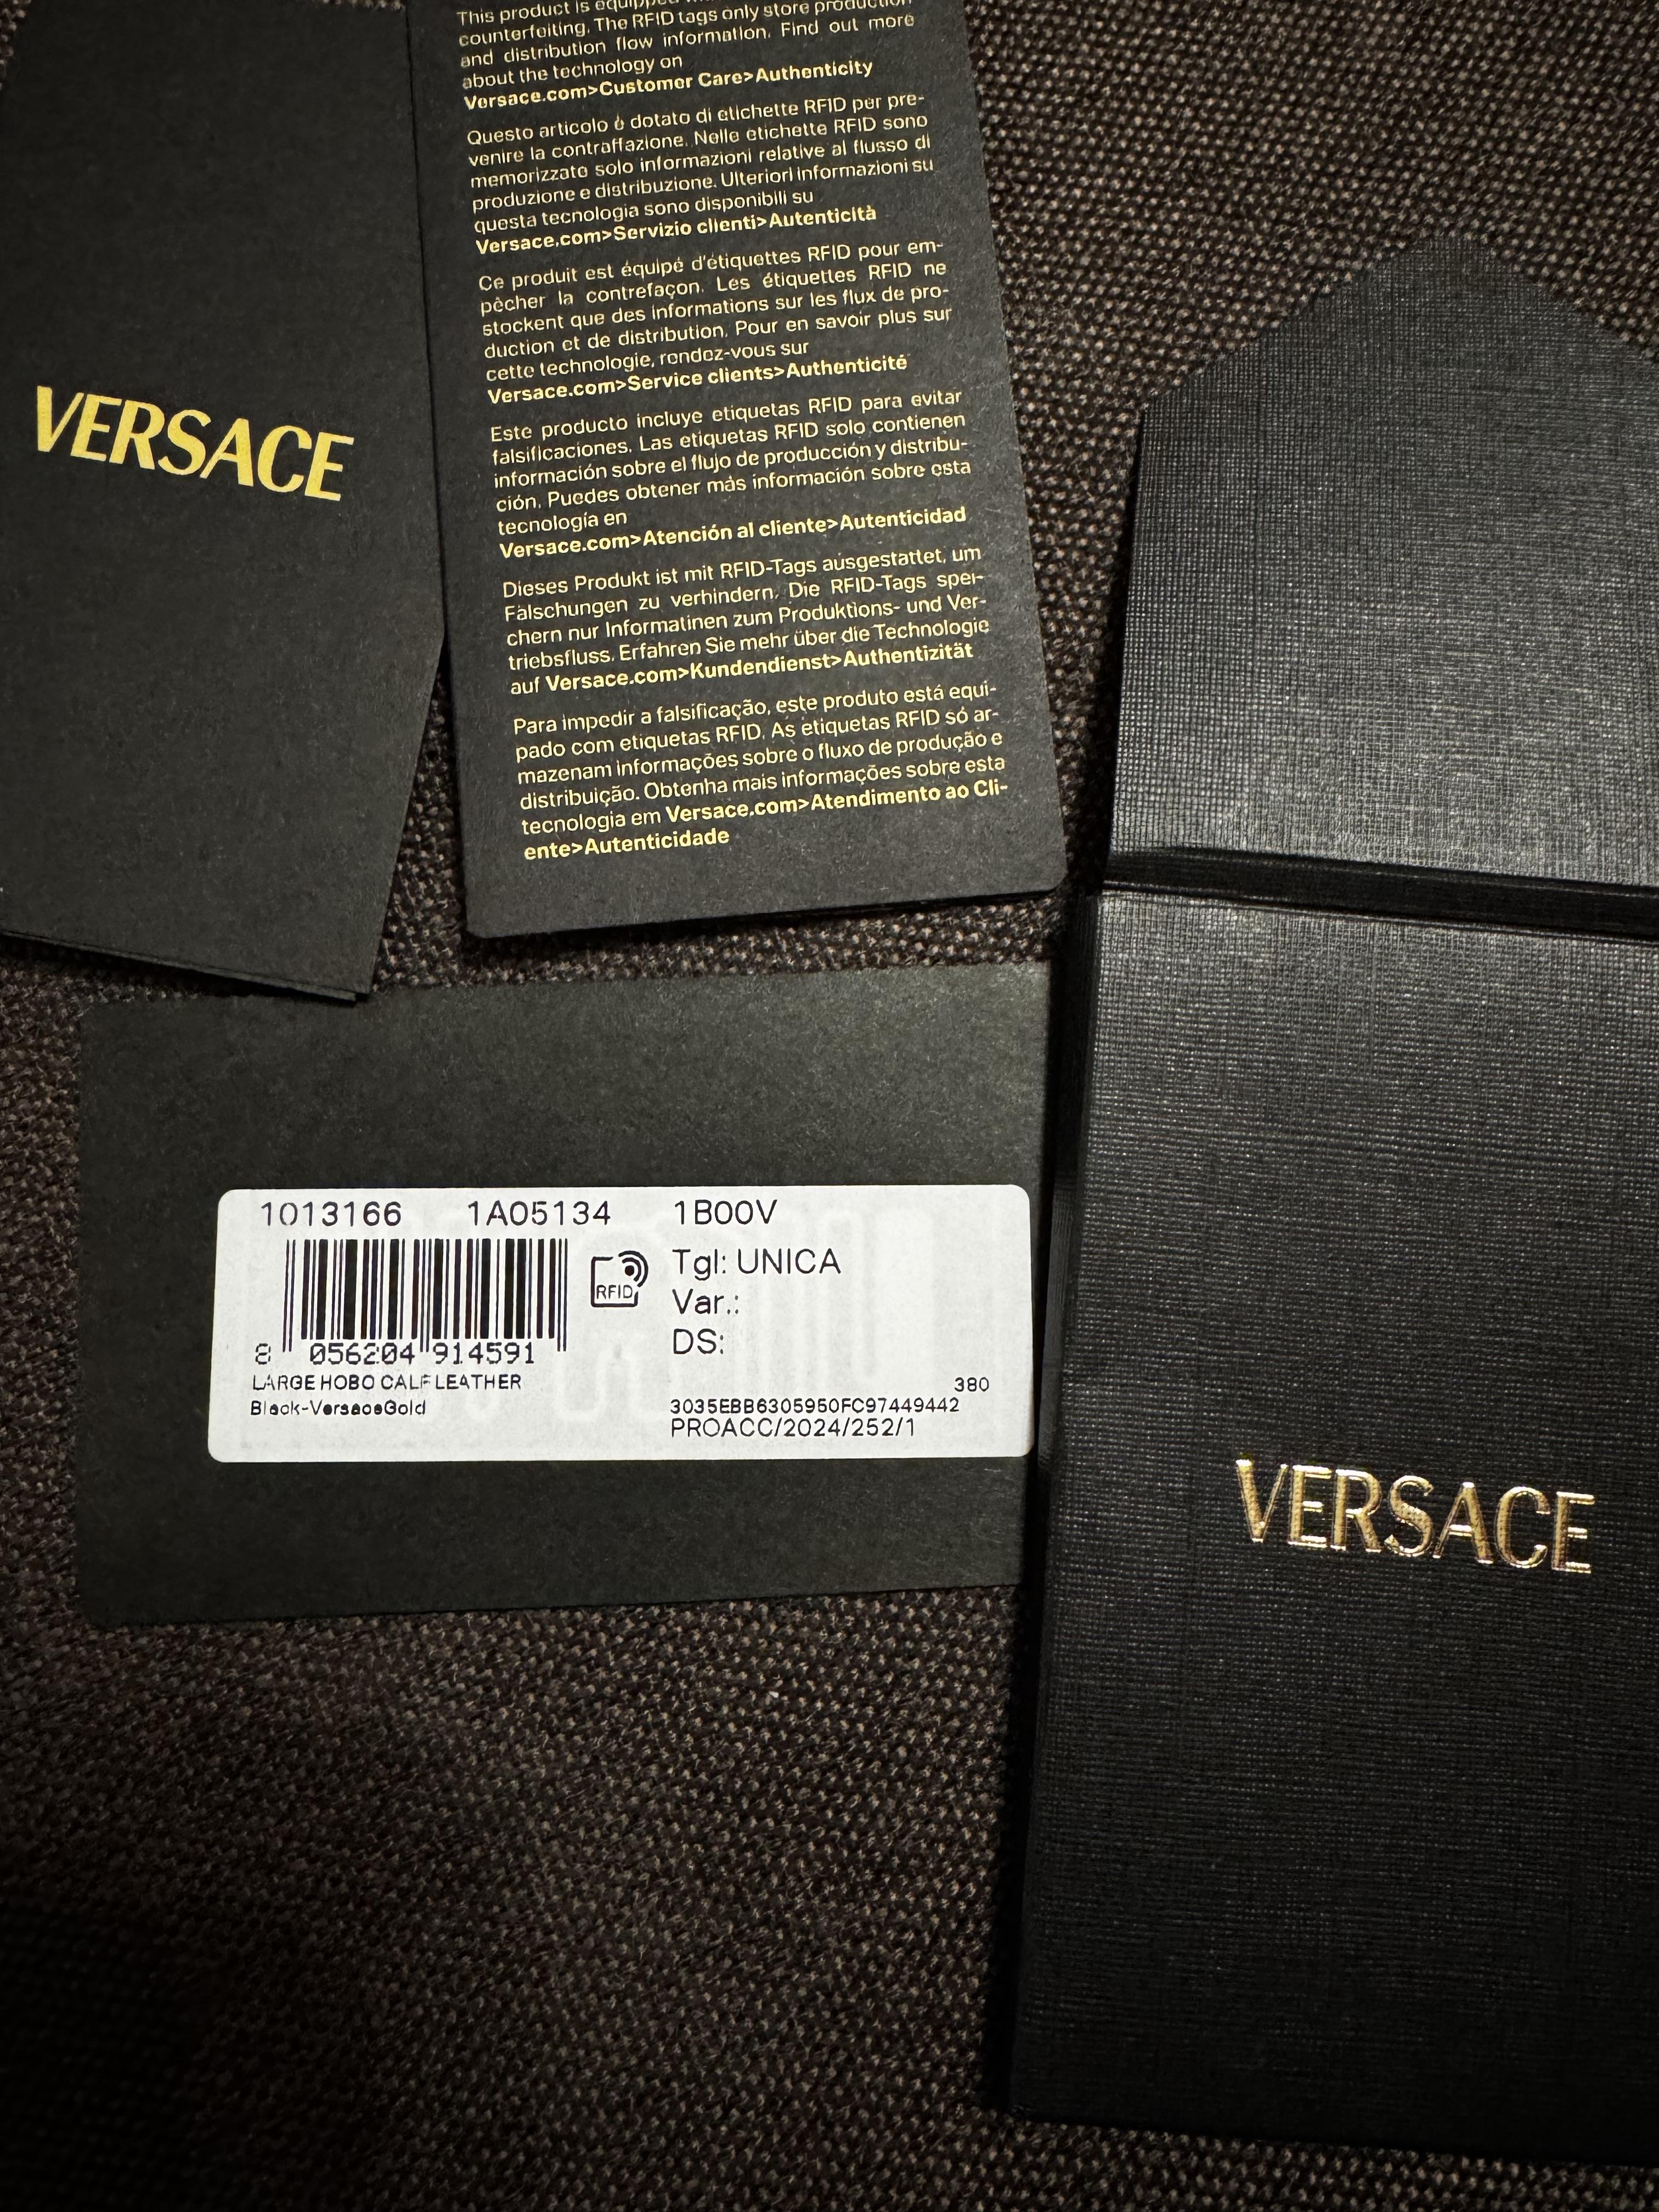 VERSACE
This product is equipped
counterfeiting. The RFID tags only store production
and distribution flow information. Find out more
about the technology on
Versace.com>Customer Care>Authenticity
Questo articolo è dotato di etichette RFID per pre-
venire la contraffazione. Nelle etichette RFID sono
memorizzate solo informazioni relative al flusso di
produzione e distribuzione. Ulteriori informazioni su
questa tecnologia sono disponibili su
Versace.com>Servizio clienti>Autenticità
Ce produit est équipé d'étiquettes RFID pour em-
pêcher la contrefaçon. Les étiquettes RFID ne
stockent que des informations sur les flux de pro-
duction et de distribution. Pour en savoir plus sur
cette technologie, rendez-vous sur
Versace.com>Service clients>Authenticité
Este producto incluye etiquetas RFID para evitar
falsificaciones. Las etiquetas RFID solo contienen
información sobre el flujo de producción y distribu-
ción. Puedes obtener más información sobre esta
tecnología en
Versace.com>Atención al cliente>Autenticidad
Dieses Produkt ist mit RFID-Tags ausgestattet, um
Fälschungen zu verhindern. Die RFID-Tags spei-
chern nur Informatinen zum Produktions- und Ver-
triebsfluss. Erfahren Sie mehr über die Technologie
auf Versace.com>Kundendienst>Authentizität
Para impedir a falsificação, este produto está equi-
pado com etiquetas RFID. As etiquetas RFID só ar-
mazenam informações sobre o fluxo de produção e
distribuição. Obtenha mais informações sobre esta
tecnologia em Versace.com>Atendimento ao Cli-
ente>Autenticidade
1013166 1A05134 1B00V
RFID
Tgl: UNICA
Var.:
DS:
8 056204 914591
LARGE HOBO CALF LEATHER
Black-VersaceGold
380
3035EBB6305950FC97449442
PROACC/2024/252/1
VERSACE